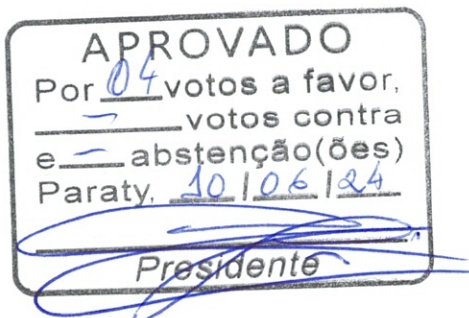 APROVADO
Por 04 votos a favor,
— votos contra
e — abstenção(ões)
Paraty, 10 / 06 / 24
Presidente